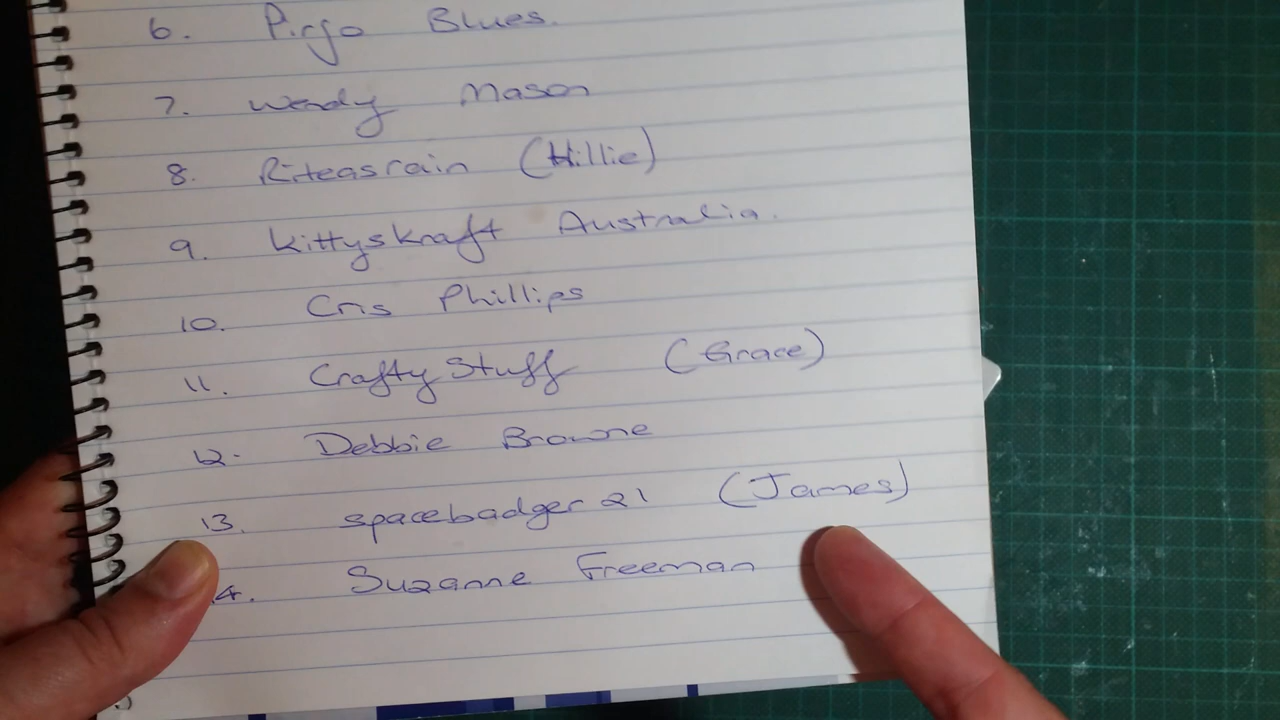 6. Pirjo Blues.
7. Wendy Mason
8. Riteasrain (Hillie)
9. Kittyskraft Australia.
10. Cris Phillips
11. Crafty Stuff (Grace)
12. Debbie Browne
13. spacebadger21 (James)
14. Suzanne Freeman